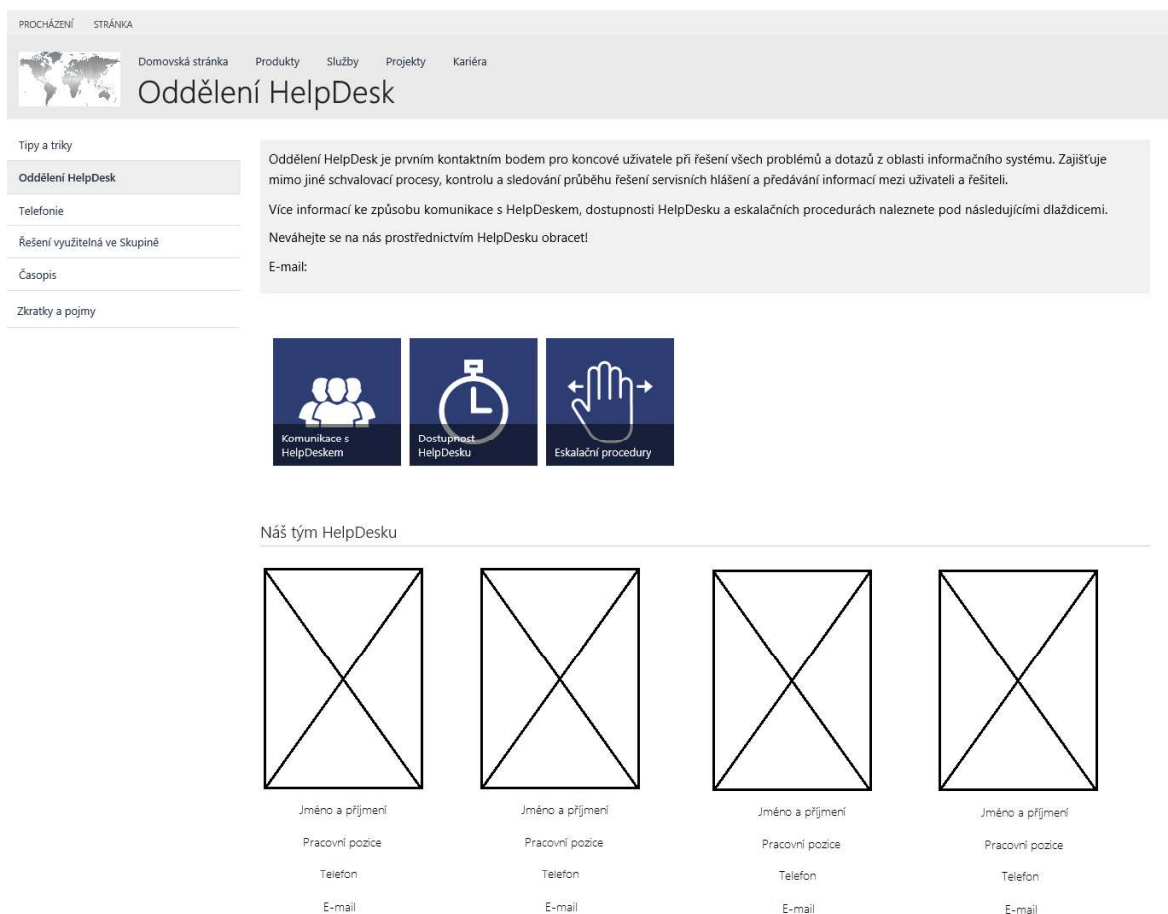 PROCHÁZENÍ STRÁNKA
Domovská stránka Produkty Služby Projekty Kariéra
Oddělení HelpDesk
Tipy a triky
Oddělení HelpDesk
Telefonie
Řešení využitelná ve Skupině
Časopis
Zkratky a pojmy
Oddělení HelpDesk je prvním kontaktním bodem pro koncové uživatele při řešení všech problémů a dotazů z oblasti informačního systému. Zajišťuje
mimo jiné schvalovací procesy, kontrolu a sledování průběhu řešení servisních hlášení a předávání informací mezi uživateli a řešiteli.
Více informací ke způsobu komunikace s HelpDeskem, dostupnosti HelpDesku a eskalačních procedurách naleznete pod následujícími dlaždicemi.
Neváhejte se na nás prostřednictvím HelpDesku obracet!
E-mail:
Komunikace s
HelpDeskem
Dostupnost
HelpDesku
Eskalační procedury
Náš tým HelpDesku
Jméno a příjmení Jméno a příjmení Jméno a příjmení Jméno a příjmení
Pracovní pozice Pracovní pozice Pracovní pozice Pracovní pozice
Telefon Telefon Telefon Telefon
E-mail E-mail E-mail E-mail